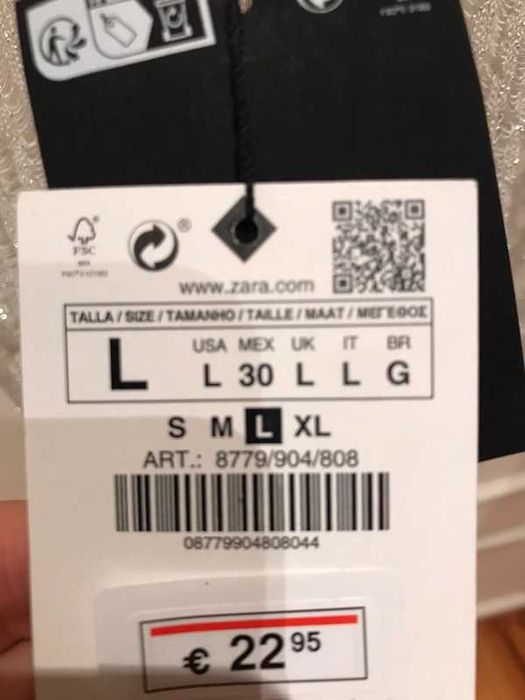 FSC
www.zara.com
TALLA / SIZE / TAMANHO / TAILLE / MAAT / ΜΕΓΕΘΟΣ
USA MEX UK IT BR
L L 30 L L G
S M L XL
ART.: 8779/904/808
08779904808044
€ 22 95